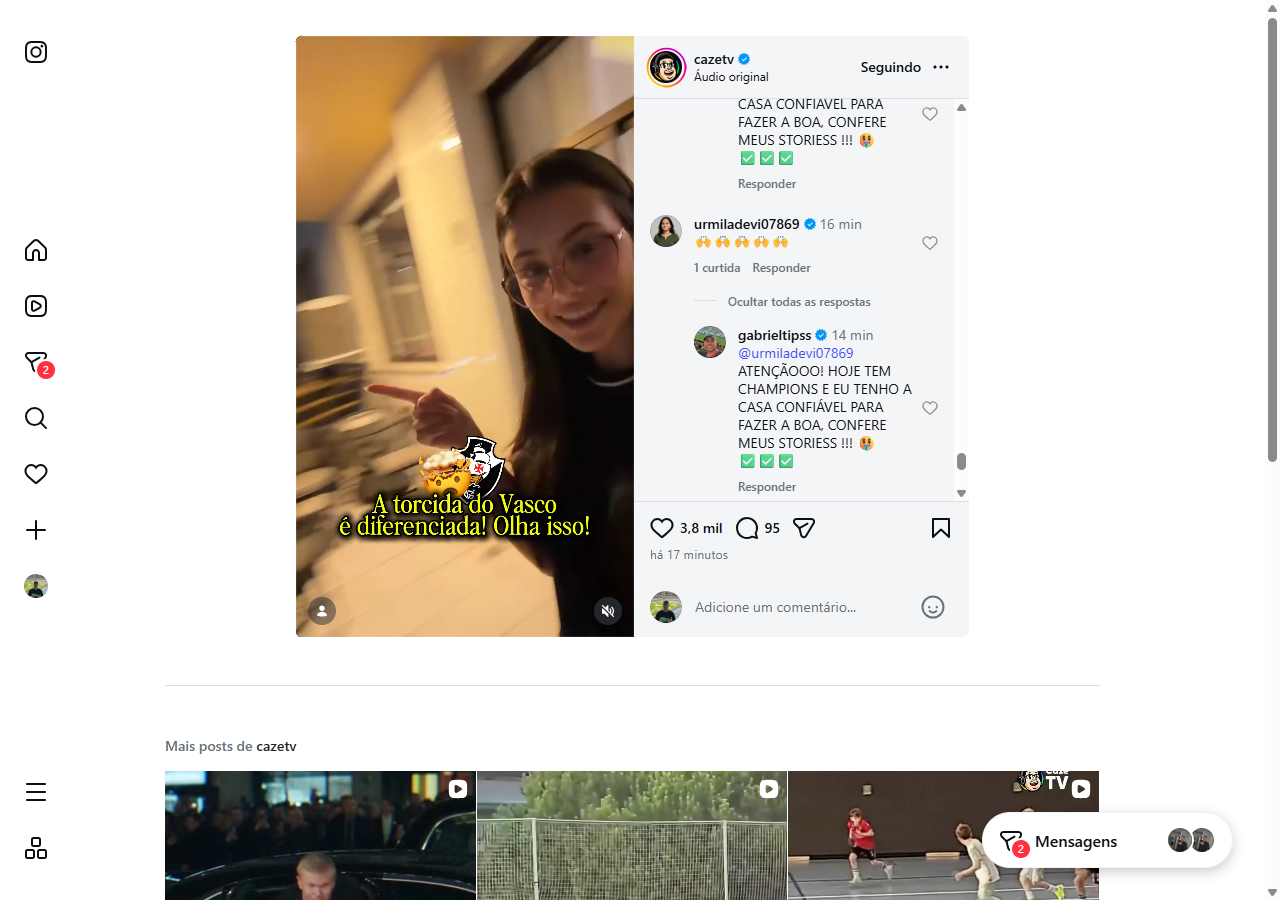 cazetv
Áudio original
Seguindo
CASA CONFIÁVEL PARA
FAZER A BOA, CONFERE
MEUS STORIESS !!! 🤑
✅ ✅ ✅
Responder
urmiladevi07869 16 min
🙌 🙌 🙌 🙌 🙌
1 curtida Responder
Ocultar todas as respostas
gabrieltipss 14 min
@urmiladevi07869
ATENÇÃOOO! HOJE TEM
CHAMPIONS E EU TENHO A
CASA CONFIÁVEL PARA
FAZER A BOA, CONFERE
MEUS STORIESS !!! 🤑
✅ ✅ ✅
Responder
A torcida do Vasco
é diferenciada! Olha isso!
3,8 mil 95
há 17 minutos
Adicione um comentário...
2
Mais posts de cazetv
CazéTV
2 Mensagens